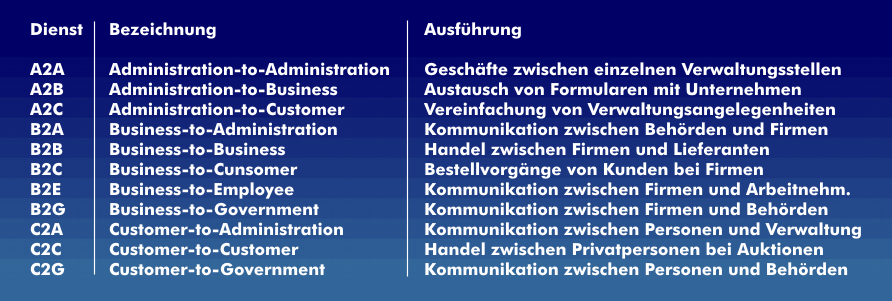 Dienst Bezeichnung Ausführung
A2A Administration-to-Administration Geschäfte zwischen einzelnen Verwaltungsstellen
A2B Administration-to-Business Austausch von Formularen mit Unternehmen
A2C Administration-to-Customer Vereinfachung von Verwaltungsangelegenheiten
B2A Business-to-Administration Kommunikation zwischen Behörden und Firmen
B2B Business-to-Business Handel zwischen Firmen und Lieferanten
B2C Business-to-Cunsomer Bestellvorgänge von Kunden bei Firmen
B2E Business-to-Employee Kommunikation zwischen Firmen und Arbeitnehm.
B2G Business-to-Government Kommunikation zwischen Firmen und Behörden
C2A Customer-to-Administration Kommunikation zwischen Personen und Verwaltung
C2C Customer-to-Customer Handel zwischen Privatpersonen bei Auktionen
C2G Customer-to-Government Kommunikation zwischen Personen und Behörden